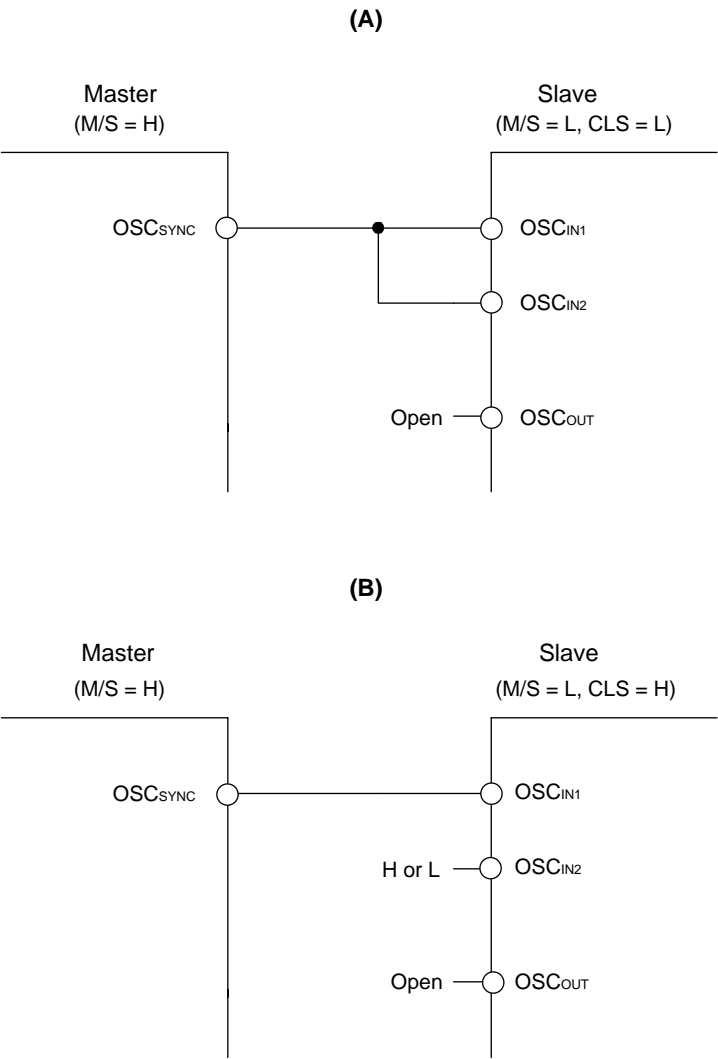 (A)
Master
(M/S = H)
Slave
(M/S = L, CLS = L)
OSCSYNC
OSCIN1
OSCIN2
Open
OSCOUT
(B)
Master
(M/S = H)
Slave
(M/S = L, CLS = H)
OSCSYNC
OSCIN1
H or L
OSCIN2
Open
OSCOUT